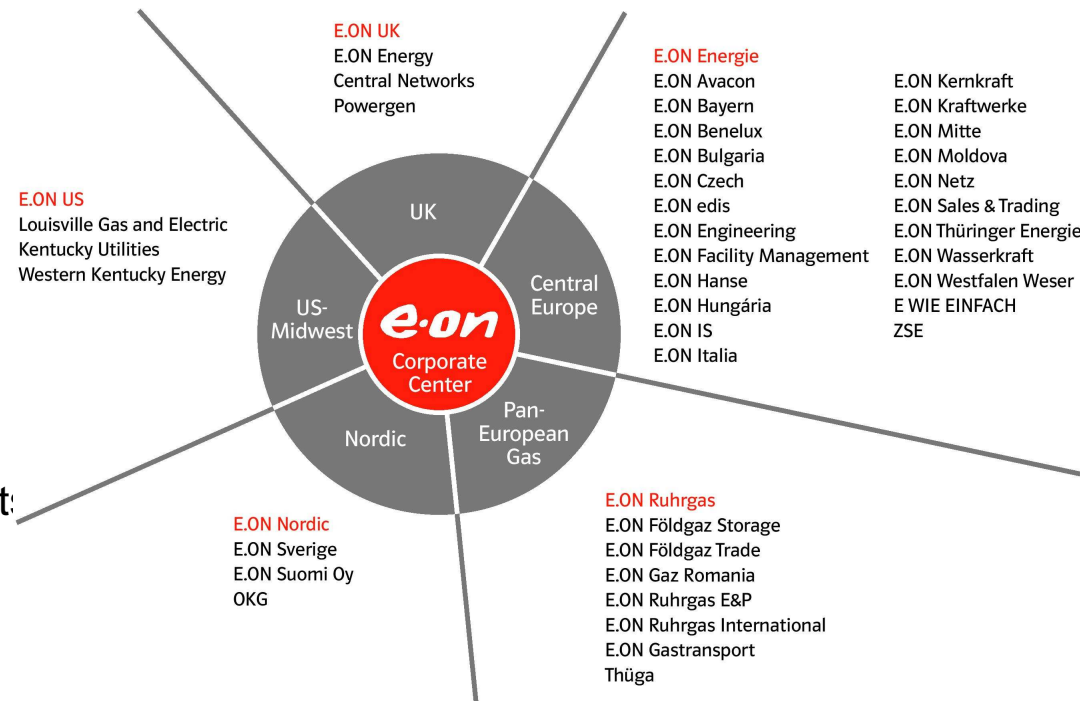 E.ON UK
E.ON Energy
Central Networks
Powergen
E.ON Energie
E.ON Avacon
E.ON Bayern
E.ON Benelux
E.ON Bulgaria
E.ON Czech
E.ON edis
E.ON Engineering
E.ON Facility Management
E.ON Hanse
E.ON Hungária
E.ON IS
E.ON Italia
E.ON Kernkraft
E.ON Kraftwerke
E.ON Mitte
E.ON Moldova
E.ON Netz
E.ON Sales & Trading
E.ON Thüringer Energie
E.ON Wasserkraft
E.ON Westfalen Weser
E WIE EINFACH
ZSE
E.ON US
Louisville Gas and Electric
Kentucky Utilities
Western Kentucky Energy
UK
Central
Europe
US-
Midwest
e·on
Corporate
Center
Nordic
Pan-
European
Gas
E.ON Nordic
E.ON Sverige
E.ON Suomi Oy
OKG
E.ON Ruhrgas
E.ON Földgaz Storage
E.ON Földgaz Trade
E.ON Gaz Romania
E.ON Ruhrgas E&P
E.ON Ruhrgas International
E.ON Gastransport
Thüga